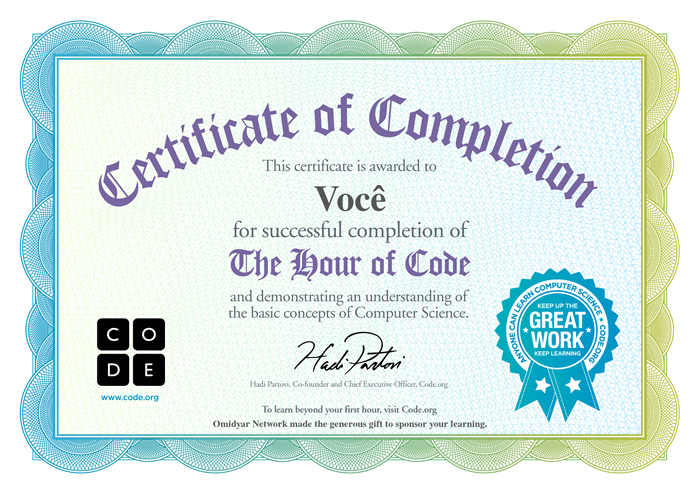 Certificate of Completion
This certificate is awarded to
Você
for successful completion of
The Hour of Code
and demonstrating an understanding of
the basic concepts of Computer Science.
C O
D E
www.code.org
Hadi Partovi
Hadi Partovi, Co-founder and Chief Executive Officer, Code.org
ANYONE CAN LEARN COMPUTER SCIENCE ★ CODE.ORG ★
KEEP UP THE
GREAT
WORK
KEEP LEARNING
To learn beyond your first hour, visit Code.org
Omidyar Network made the generous gift to sponsor your learning.